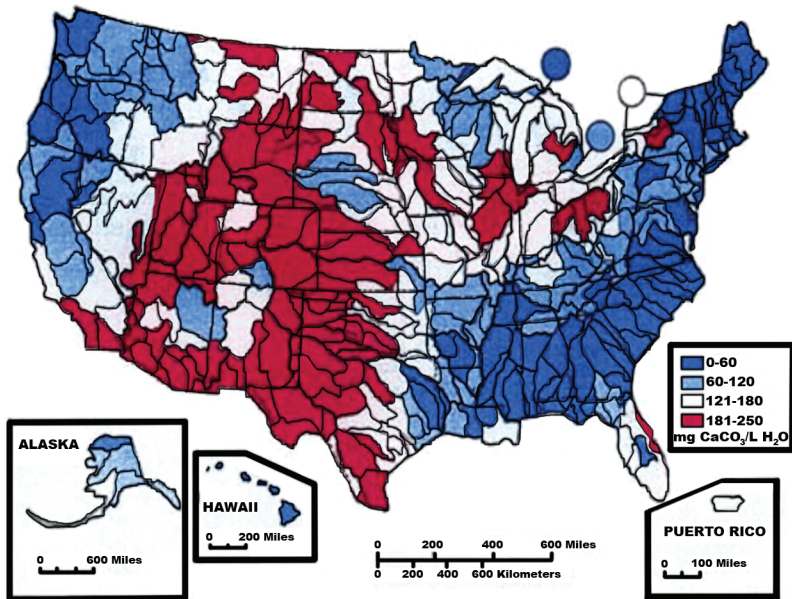 0-60
60-120
121-180
181-250
mg CaCO₃/L H₂O
ALASKA
0 600 Miles
HAWAII
0 200 Miles
0 200 400 600 Miles
0 200 400 600 Kilometers
PUERTO RICO
0 100 Miles